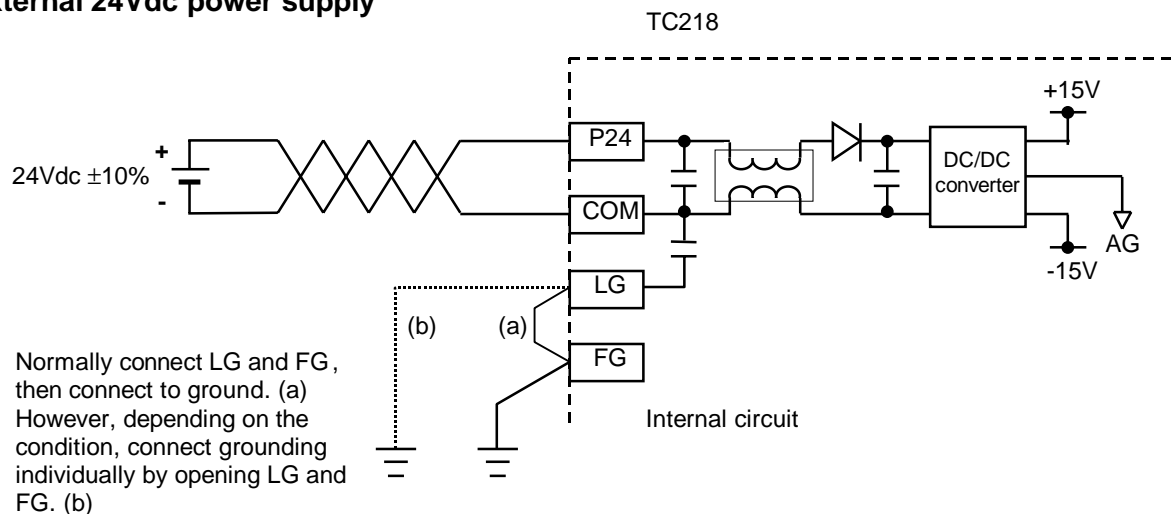 ternal 24Vdc power supply
TC218
+15V
P24
+
24Vdc ±10%
DC/DC
converter
-
COM
AG
-15V
LG
(b)
(a)
FG
Normally connect LG and FG,
then connect to ground. (a)
However, depending on the
condition, connect grounding
individually by opening LG and
FG. (b)
Internal circuit